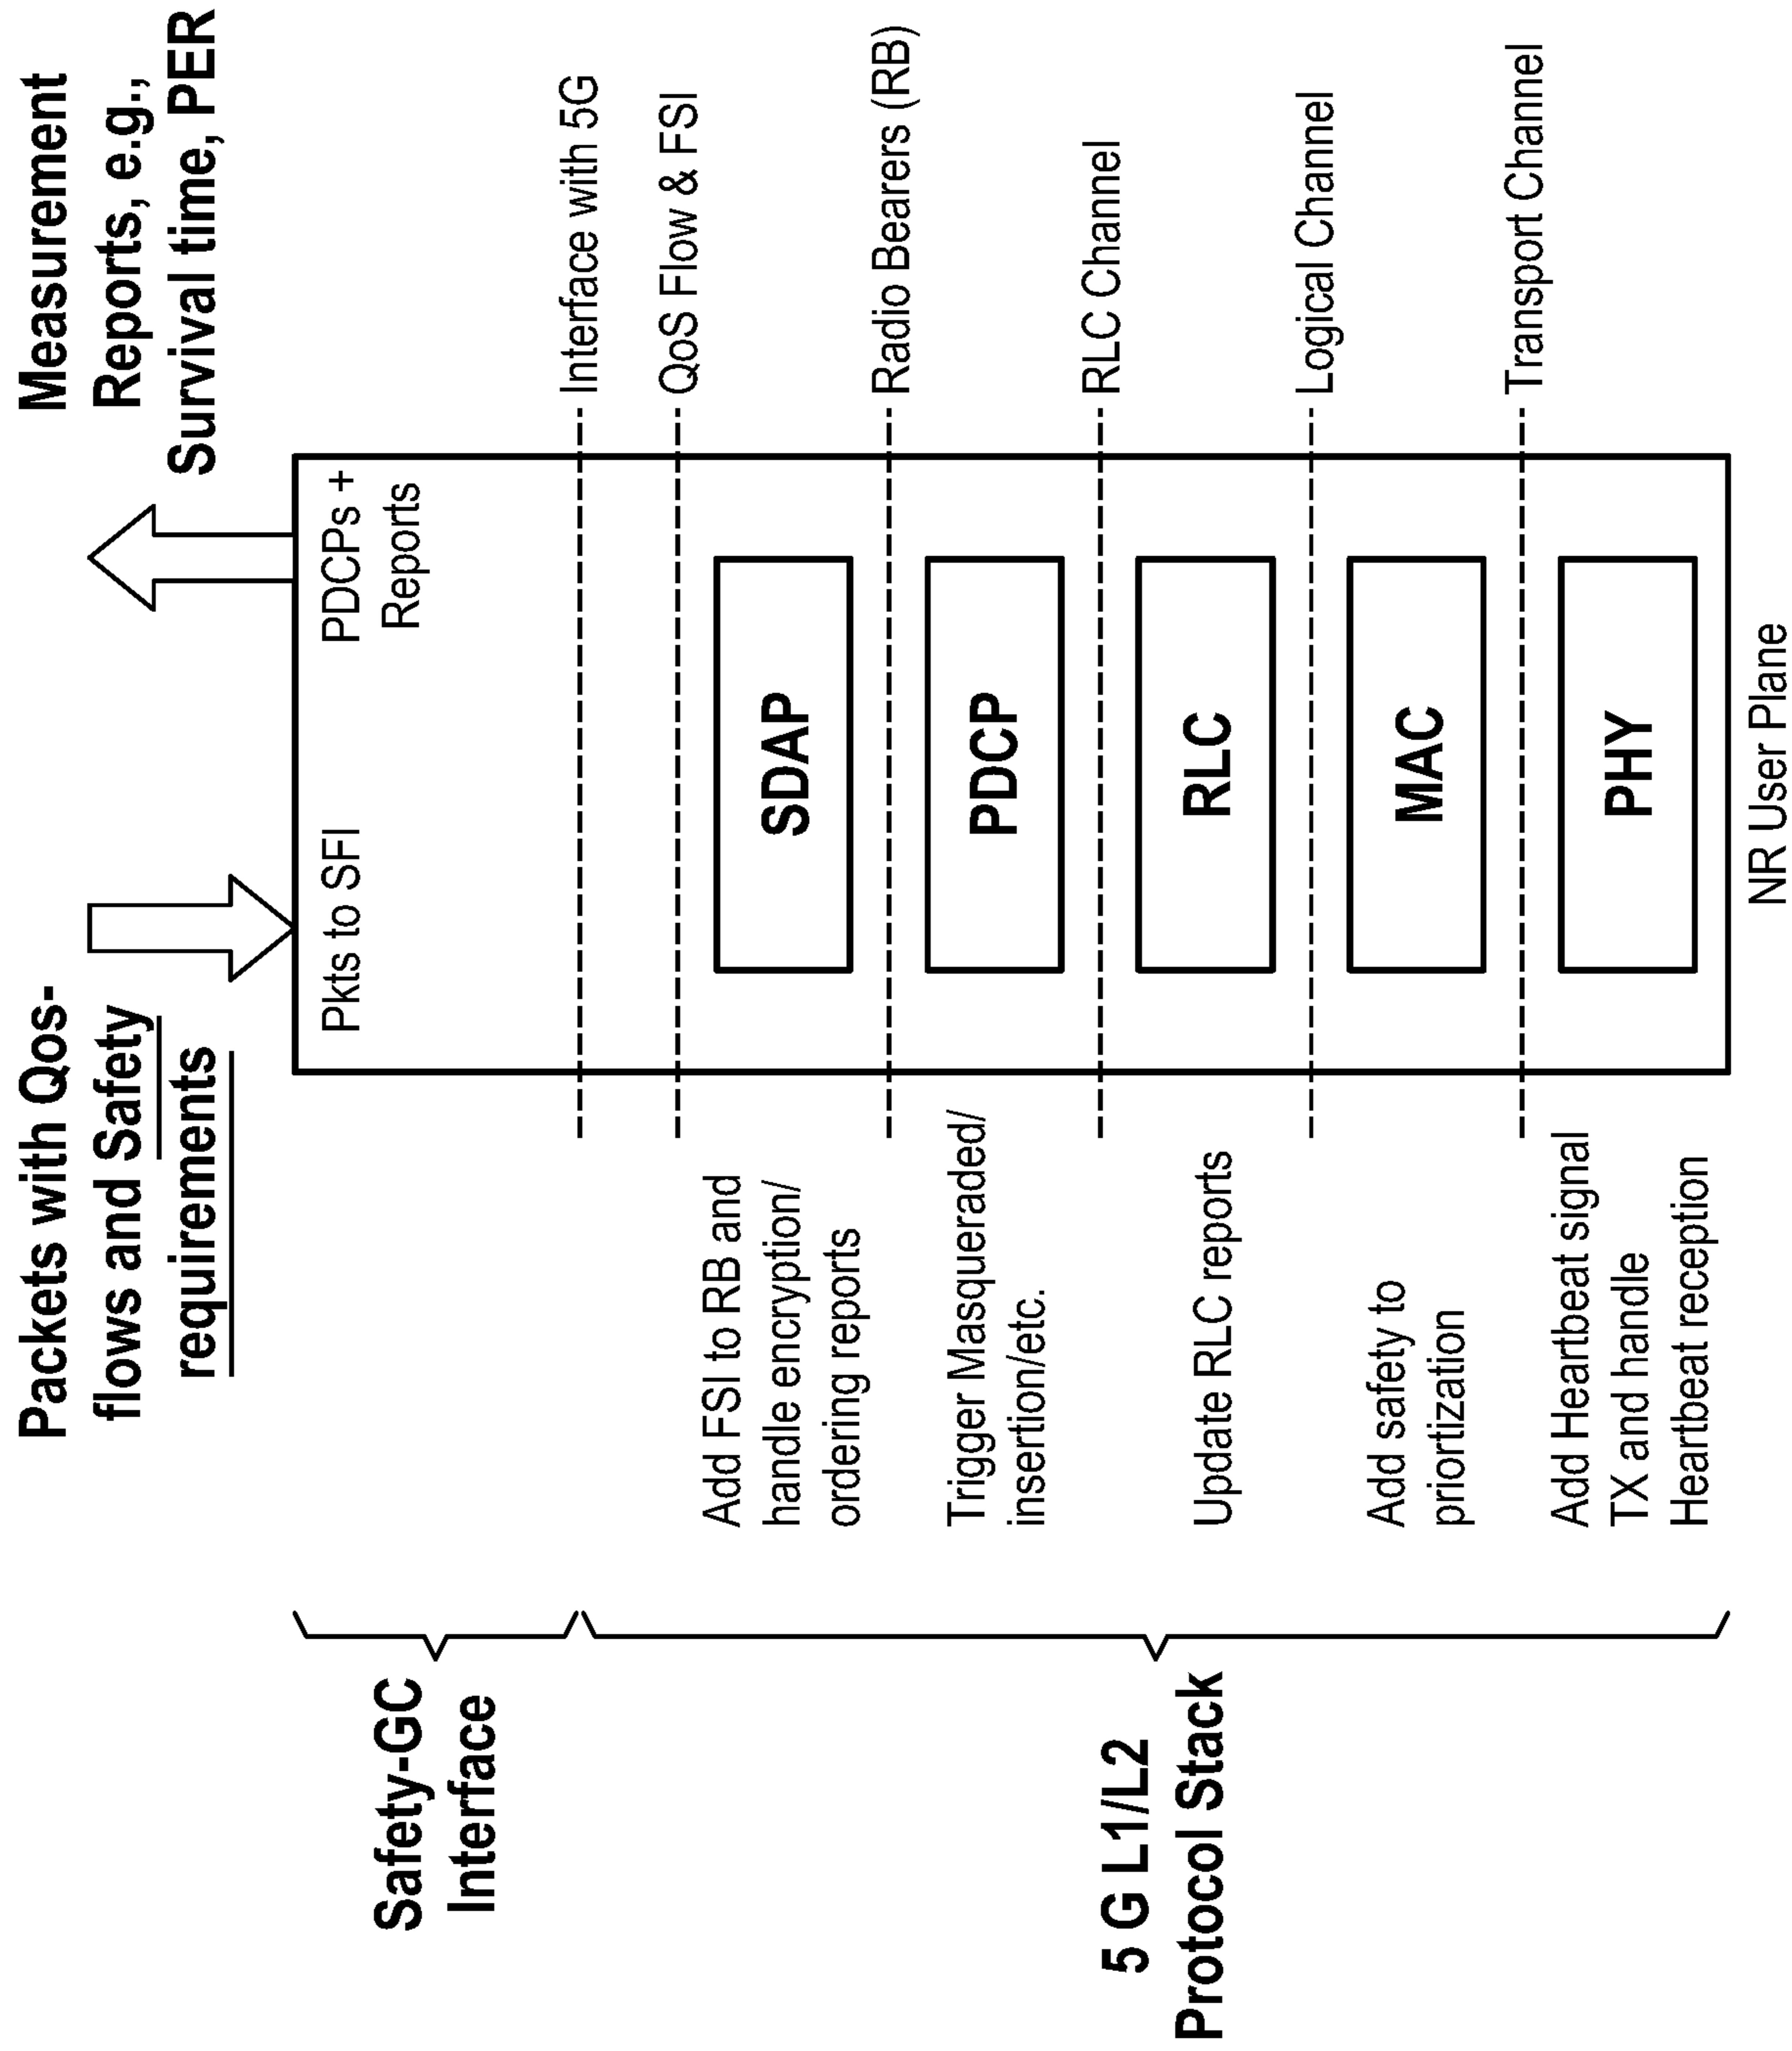 Packets with Qos-
flows and Safety
requirements
Measurement
Reports, e.g.,
Survival time, PER
Safety-GC
Interface
Pkts to SFI
PDCPs +
Reports
Interface with 5G
QoS Flow & FSI
5 G L1/L2
Protocol Stack
Add FSI to RB and
handle encryption/
ordering reports
SDAP
Radio Bearers (RB)
Trigger Masqueraded/
insertion/etc.
PDCP
RLC Channel
Update RLC reports
RLC
Logical Channel
Add safety to
priortization
MAC
Transport Channel
Add Heartbeat signal
TX and handle
Heartbeat reception
PHY
NR User Plane